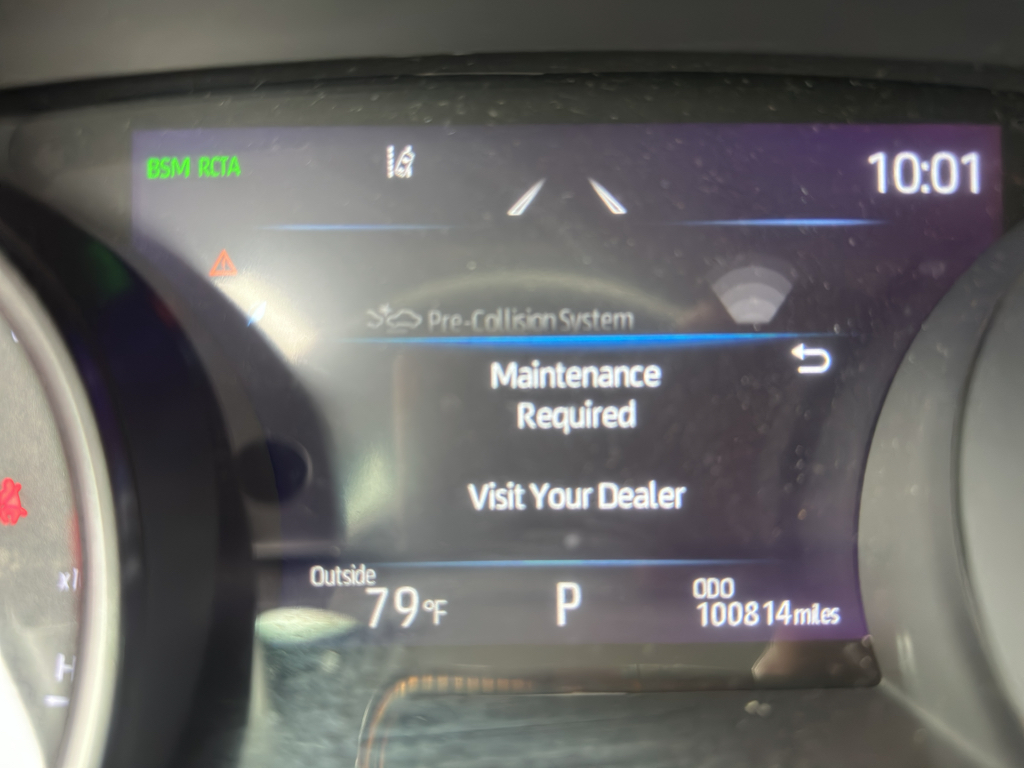 BSM RCTA
10:01
Pre-Collision System
Maintenance
Required
Visit Your Dealer
Outside
79°F
P
ODO
100814 miles
H